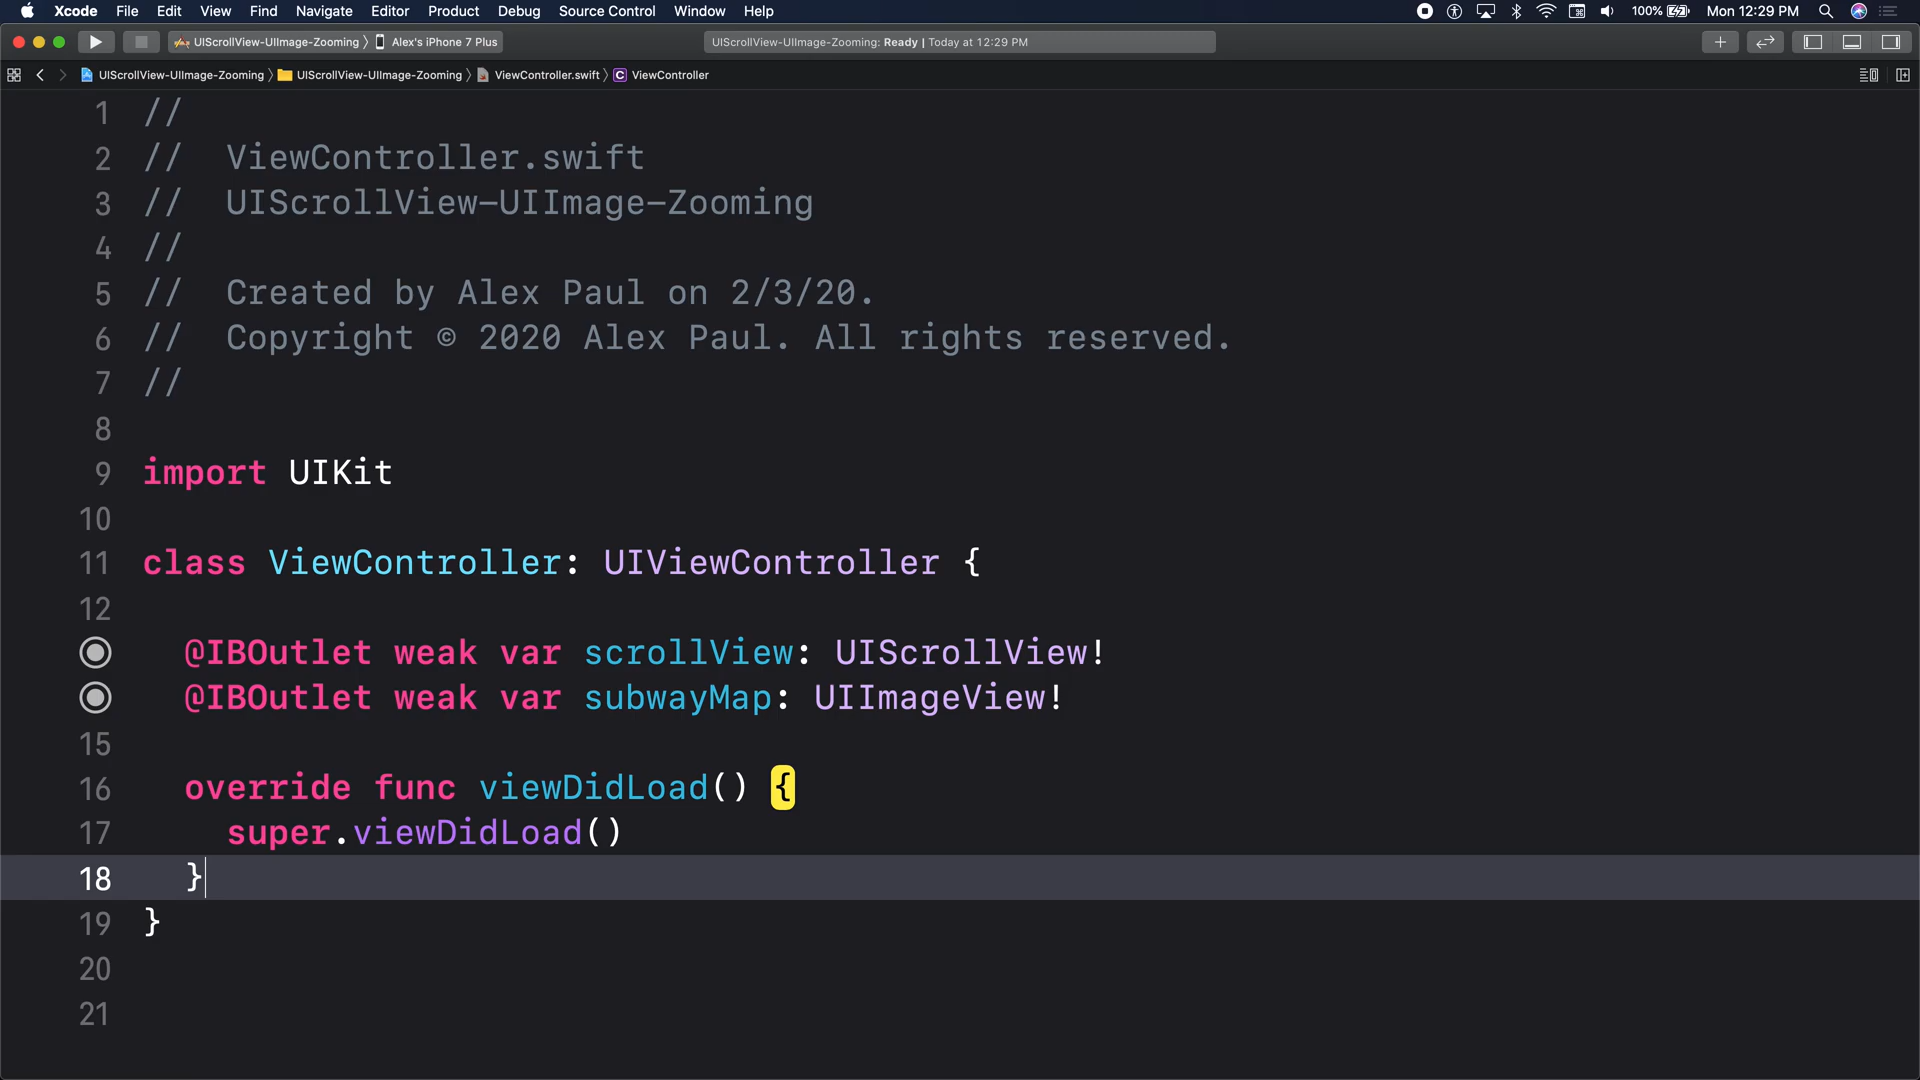 Xcode File Edit View Find Navigate Editor Product Debug Source Control Window Help 100% Mon 12:29 PM
UIScrollView-UIImage-Zooming Alex's iPhone 7 Plus UIScrollView-UIImage-Zooming: Ready | Today at 12:29 PM
UIScrollView-UIImage-Zooming UIScrollView-UIImage-Zooming ViewController.swift C ViewController
1 //
2 // ViewController.swift
3 // UIScrollView-UIImage-Zooming
4 //
5 // Created by Alex Paul on 2/3/20.
6 // Copyright © 2020 Alex Paul. All rights reserved.
7 //
8
9 import UIKit
10
11 class ViewController: UIViewController {
12
@IBOutlet weak var scrollView: UIScrollView!
@IBOutlet weak var subwayMap: UIImageView!
15
16 override func viewDidLoad() {
17 super.viewDidLoad()
18 }
19 }
20
21